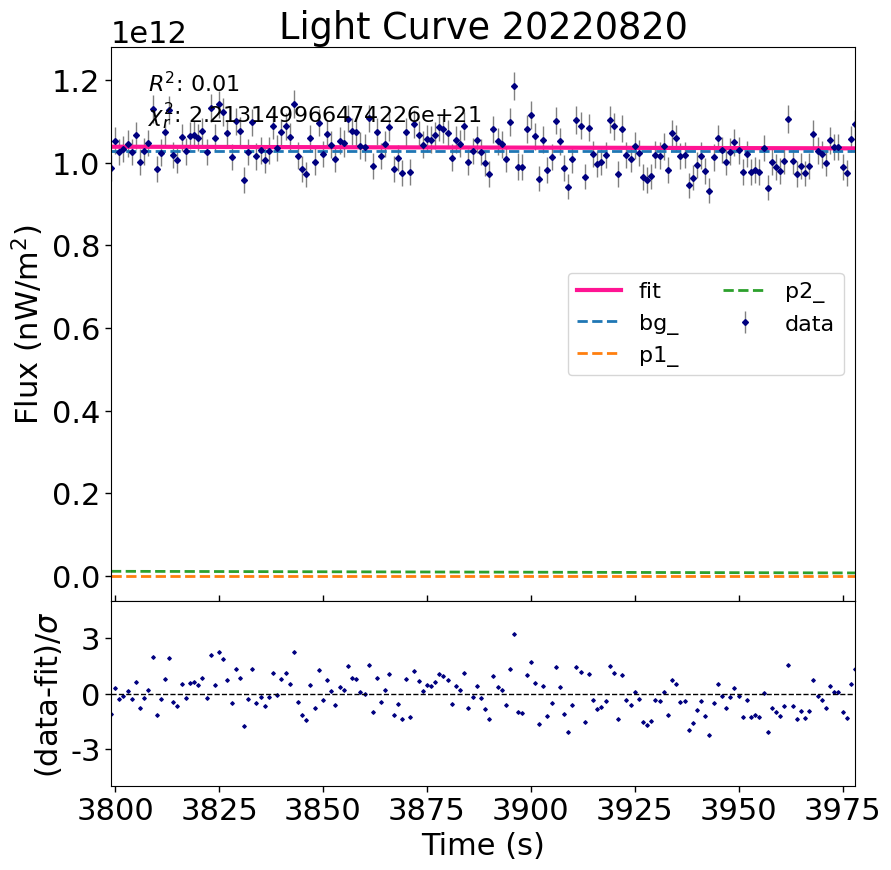 Light Curve 20220820
1e12
R²: 0.01
χ²ᵣ: 2.213149966474226e+21
1.2
1.0
0.8
0.6
0.4
0.2
0.0
Flux (nW/m²)
fit
bg_
p1_
p2_
data
3
0
-3
(data-fit)/σ
3800 3825 3850 3875 3900 3925 3950 3975
Time (s)